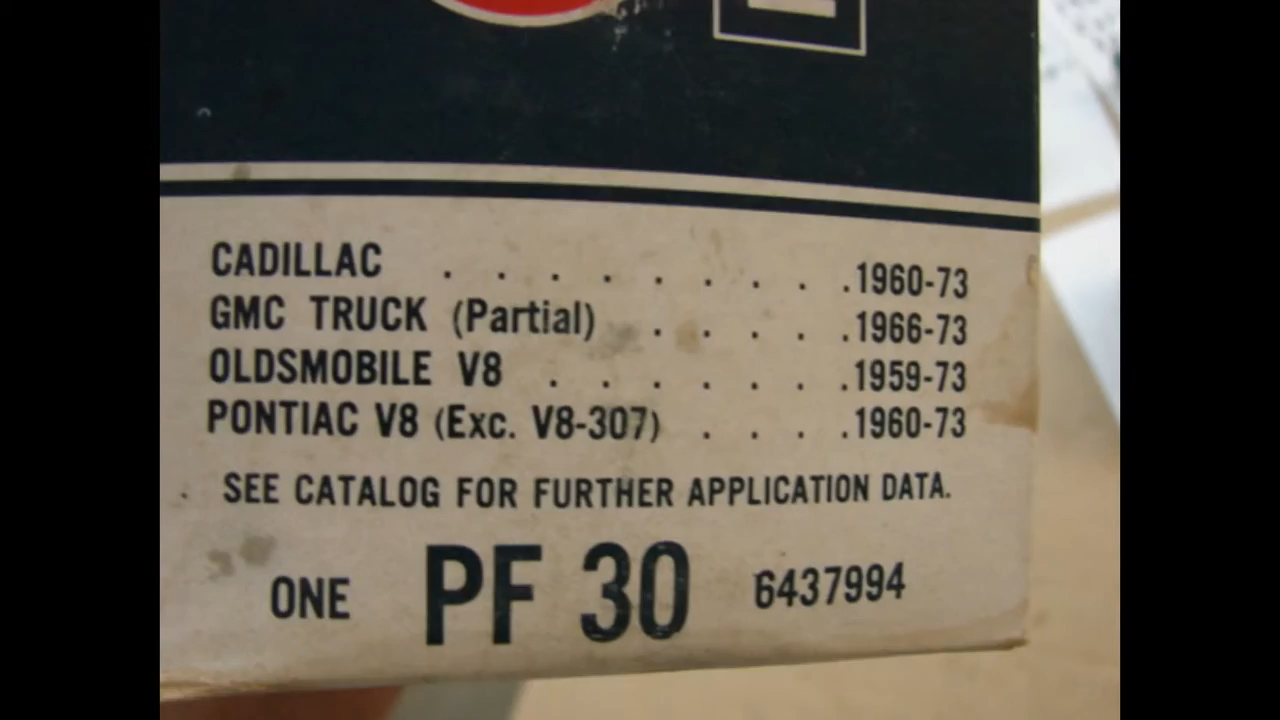 CADILLAC . . . . . . . . .1960-73
GMC TRUCK (Partial) . . . . .1966-73
OLDSMOBILE V8 . . . . . . .1959-73
PONTIAC V8 (Exc. V8-307) . . . .1960-73
SEE CATALOG FOR FURTHER APPLICATION DATA.
ONE PF 30 6437994